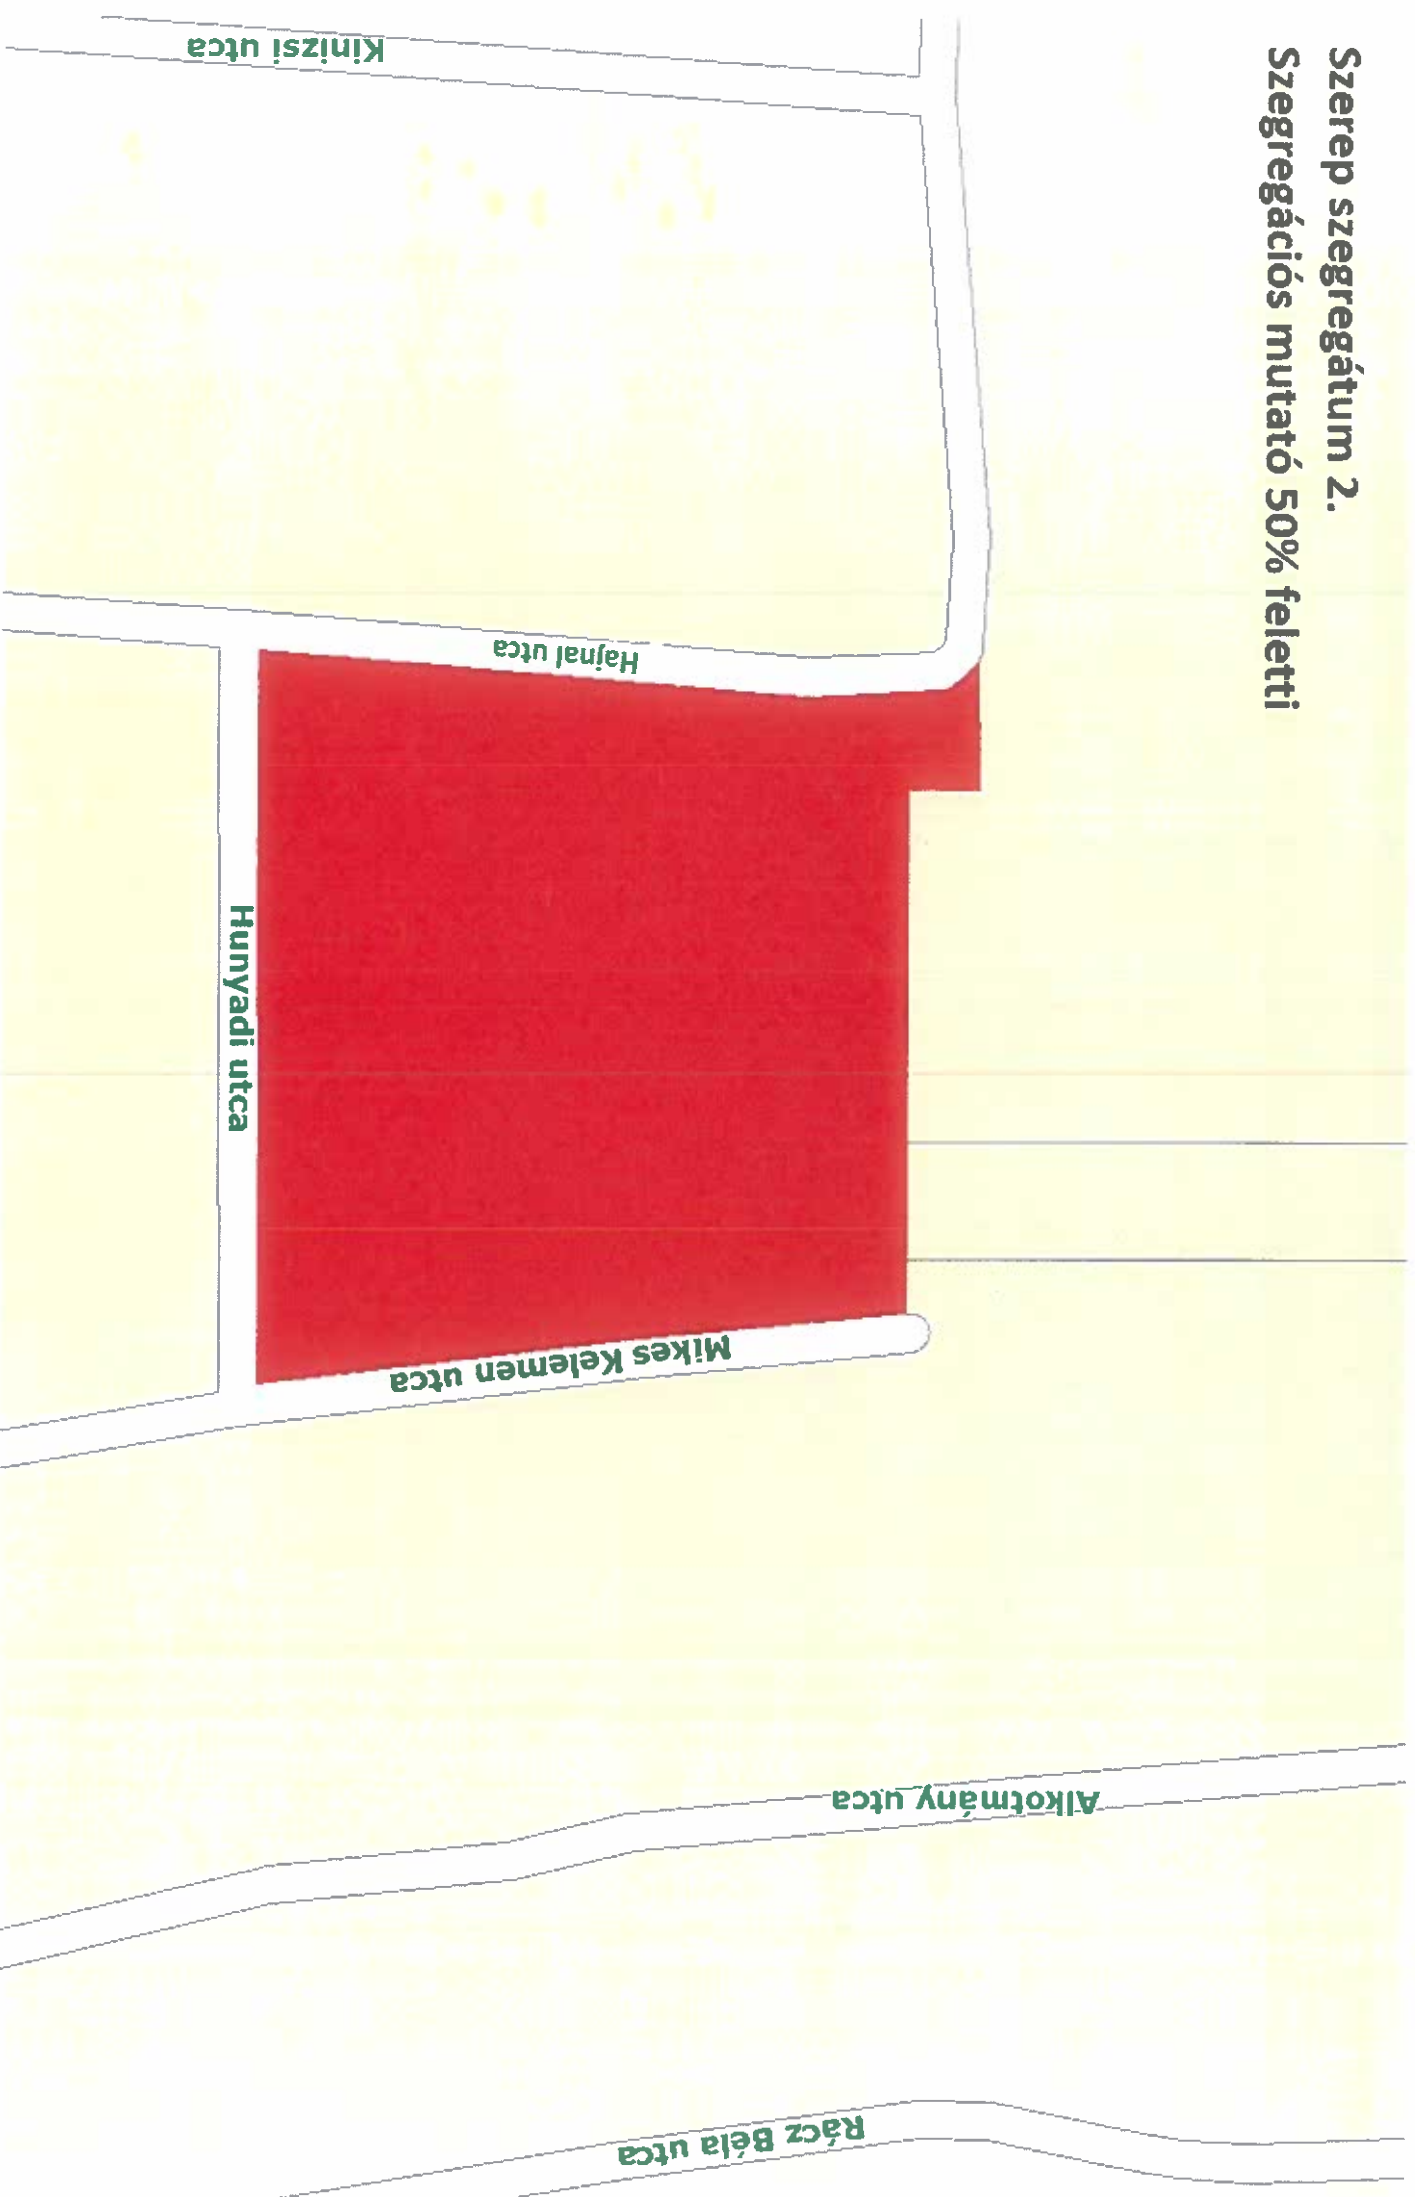 Szerep szegregátum 2.
Szegregációs mutató 50% feletti
Kinizsi utca
Hajnal utca
Hunyadi utca
Mikes Kelemen utca
Alkotmány utca
Rácz Béla utca